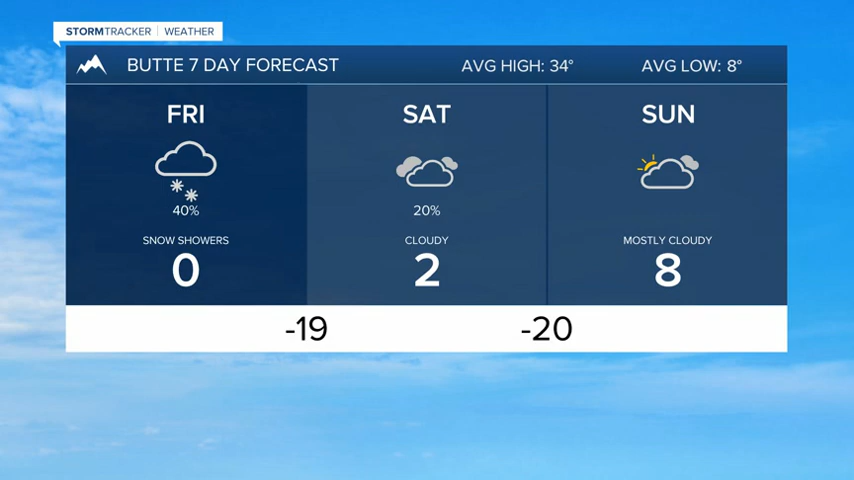 STORMTRACKER | WEATHER
BUTTE 7 DAY FORECAST AVG HIGH: 34° AVG LOW: 8°
FRI SAT SUN
40% 20%
SNOW SHOWERS CLOUDY MOSTLY CLOUDY
0 2 8
-19 -20